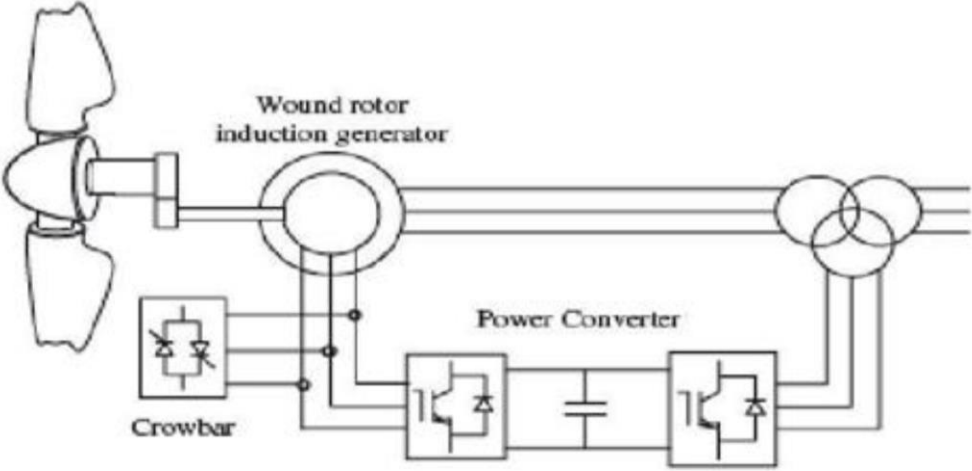 Wound rotor
induction generator
Power Converter
Crowbar